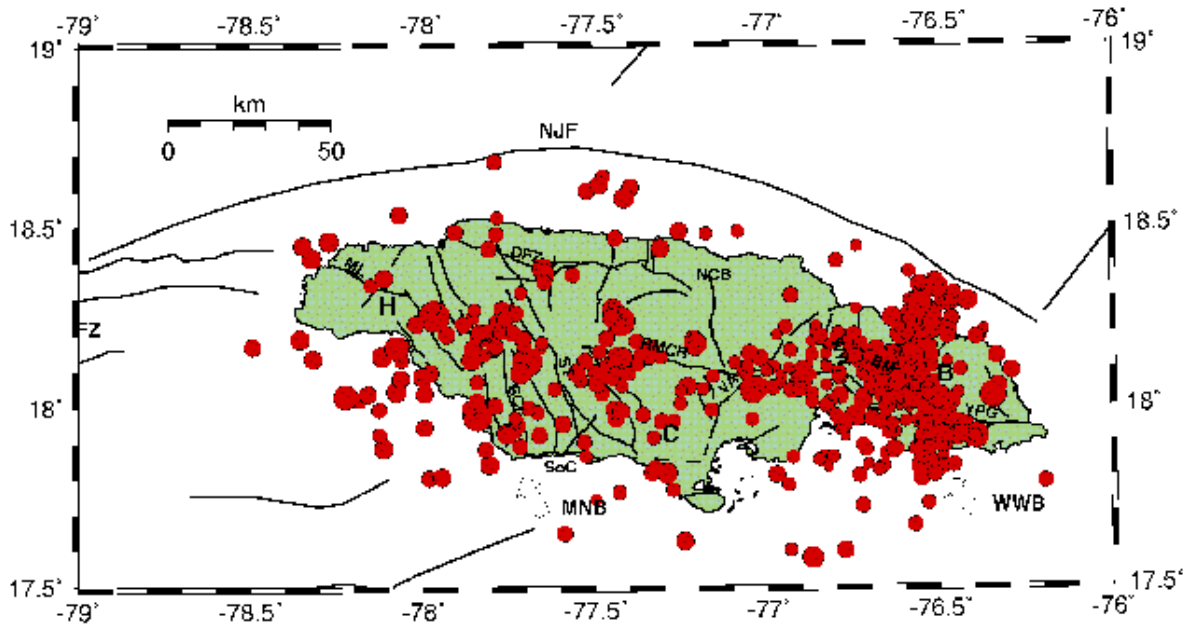 -79˚ -78.5˚ -78˚ -77.5˚ -77˚ -76.5˚ -76˚
19˚ 19˚
km
0 50
NJF
18.5˚ 18.5˚
DFZ
ML NCB
H
FZ
RMCR
BM B
18˚ 18˚
YPG
C
SoC
MNB WWB
17.5˚ 17.5˚
-79˚ -78.5˚ -78˚ -77.5˚ -77˚ -76.5˚ -76˚